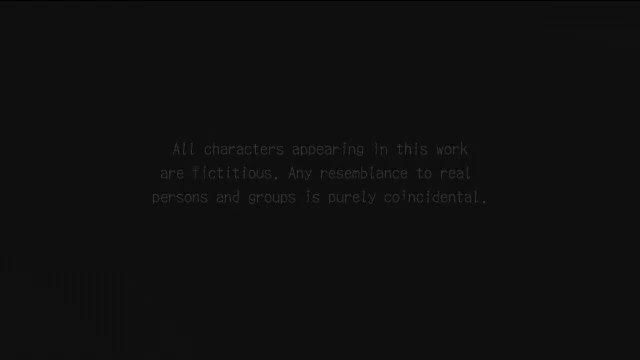 All characters appearing in this work
are fictitious. Any resemblance to real
persons and groups is purely coincidental.